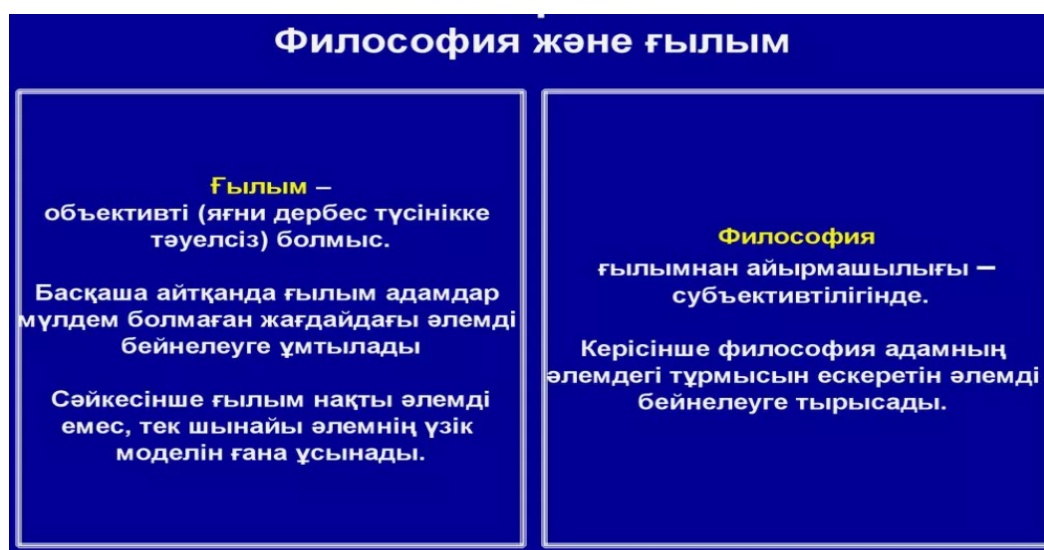 Философия және ғылым
Ғылым –
объективті (яғни дербес түсінікке
тәуелсіз) болмыс.
Басқаша айтқанда ғылым адамдар
мүлдем болмаған жағдайдағы әлемді
бейнелеуге ұмтылады
Сәйкесінше ғылым нақты әлемді
емес, тек шынайы әлемнің үзік
моделін ғана ұсынады.
Философия
ғылымнан айырмашылығы –
субъективтілігінде.
Керісінше философия адамның
әлемдегі тұрмысын ескеретін әлемді
бейнелеуге тырысады.